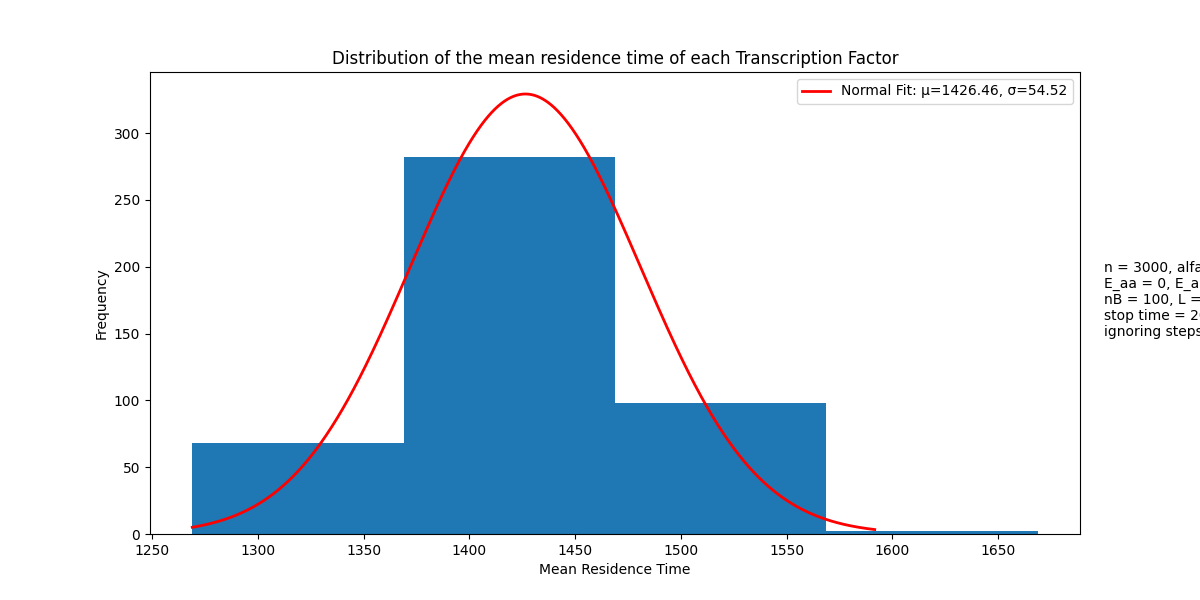 Distribution of the mean residence time of each Transcription Factor
Normal Fit: μ=1426.46, σ=54.52
Frequency
300
250
200
150
100
50
0
1250 1300 1350 1400 1450 1500 1550 1600 1650
Mean Residence Time
n = 3000, alfa
E_aa = 0, E_a
nB = 100, L =
stop time = 2
ignoring steps